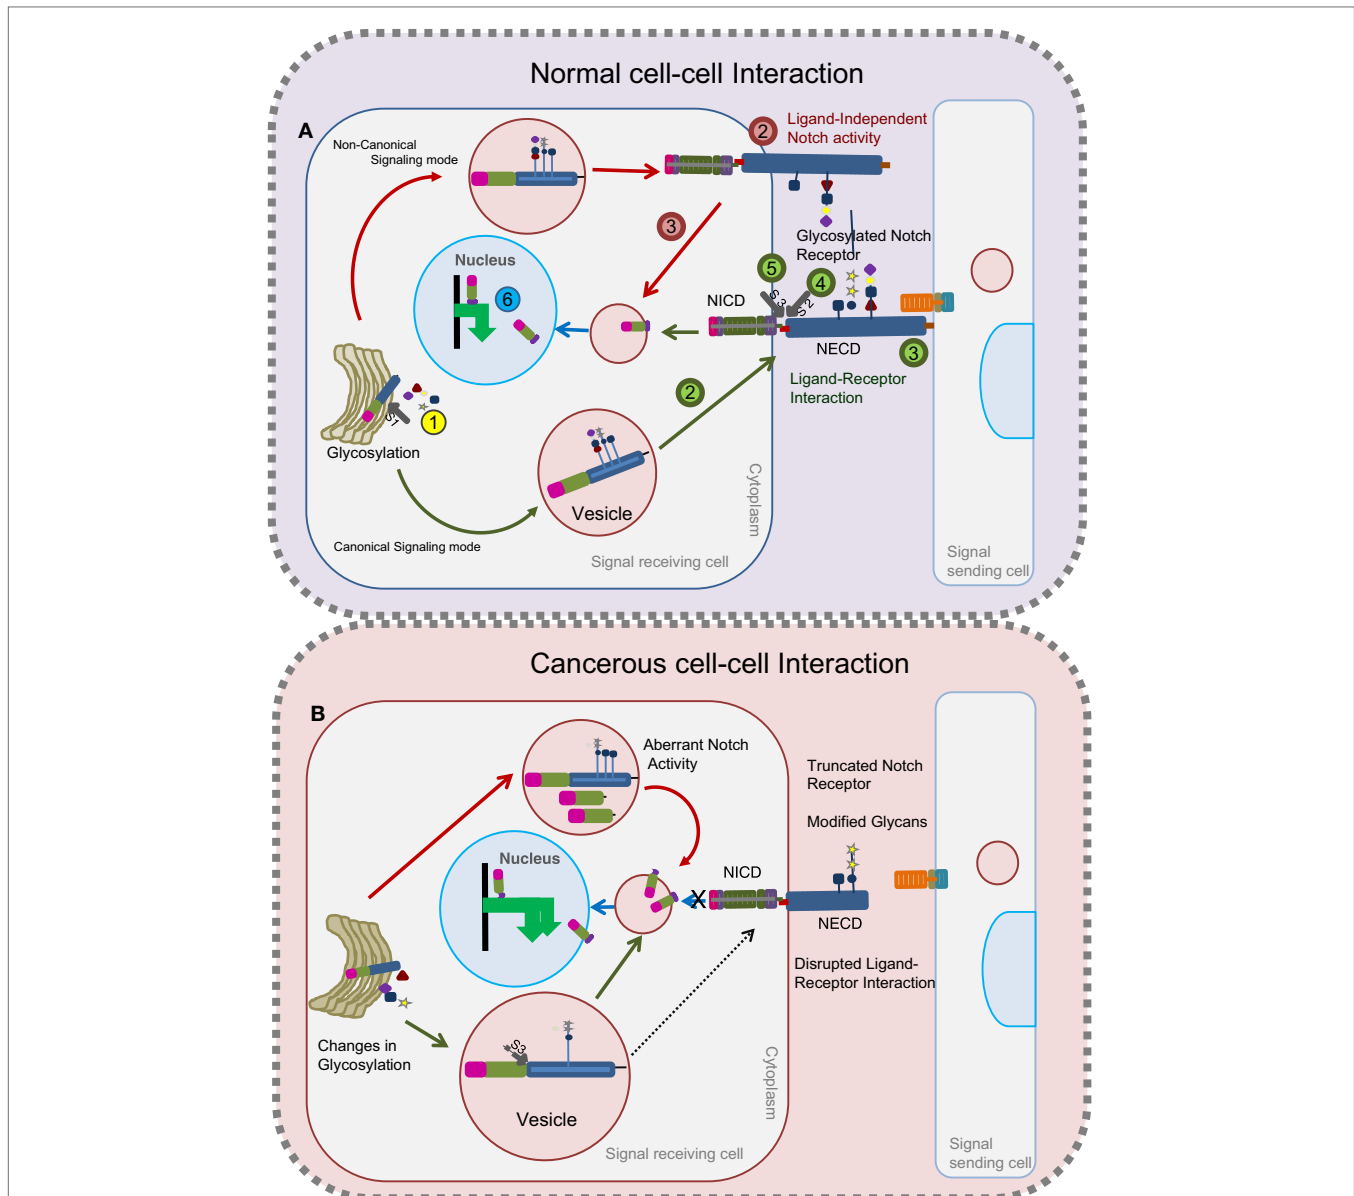 Normal cell-cell Interaction
A
Non-Canonical
Signaling mode
2
Ligand-Independent
Notch activity
3
Glycosylated Notch
Receptor
Nucleus
6
5
4
S3
S2
NICD
NECD
3
Ligand-Receptor
Interaction
2
S1
1
Glycosylation
Vesicle
Cytoplasm
Canonical Signaling mode
Signal receiving cell
Signal
sending cell
Cancerous cell-cell Interaction
B
Aberrant Notch
Activity
Truncated Notch
Receptor
Modified Glycans
Nucleus
NICD
X
NECD
Disrupted Ligand-
Receptor Interaction
Changes in
Glycosylation
S3
Vesicle
Cytoplasm
Signal receiving cell
Signal
sending cell